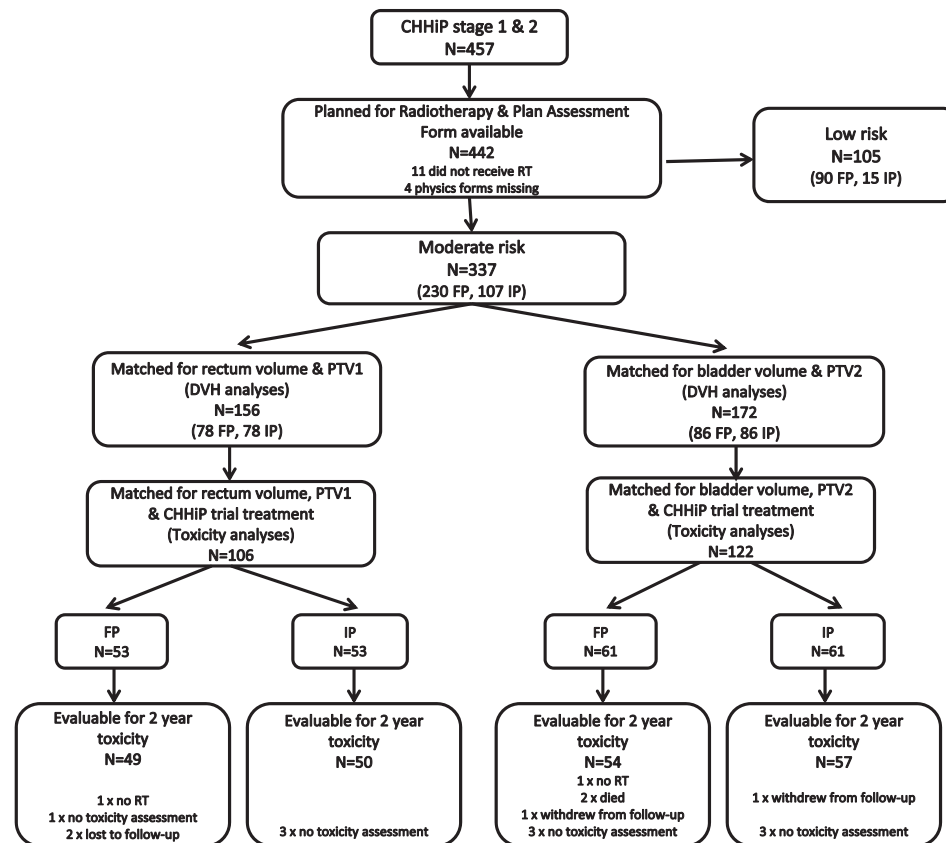 CHHiP stage 1 & 2
N=457
Planned for Radiotherapy & Plan Assessment
Form available
N=442
11 did not receive RT
4 physics forms missing
Low risk
N=105
(90 FP, 15 IP)
Moderate risk
N=337
(230 FP, 107 IP)
Matched for rectum volume & PTV1
(DVH analyses)
N=156
(78 FP, 78 IP)
Matched for bladder volume & PTV2
(DVH analyses)
N=172
(86 FP, 86 IP)
Matched for rectum volume, PTV1
& CHHiP trial treatment
(Toxicity analyses)
N=106
Matched for bladder volume, PTV2
& CHHiP trial treatment
(Toxicity analyses)
N=122
FP
N=53
IP
N=53
FP
N=61
IP
N=61
Evaluable for 2 year
toxicity
N=49
1 x no RT
1 x no toxicity assessment
2 x lost to follow-up
Evaluable for 2 year
toxicity
N=50
3 x no toxicity assessment
Evaluable for 2 year
toxicity
N=54
1 x no RT
2 x died
1 x withdrew from follow-up
3 x no toxicity assessment
Evaluable for 2 year
toxicity
N=57
1 x withdrew from follow-up
3 x no toxicity assessment